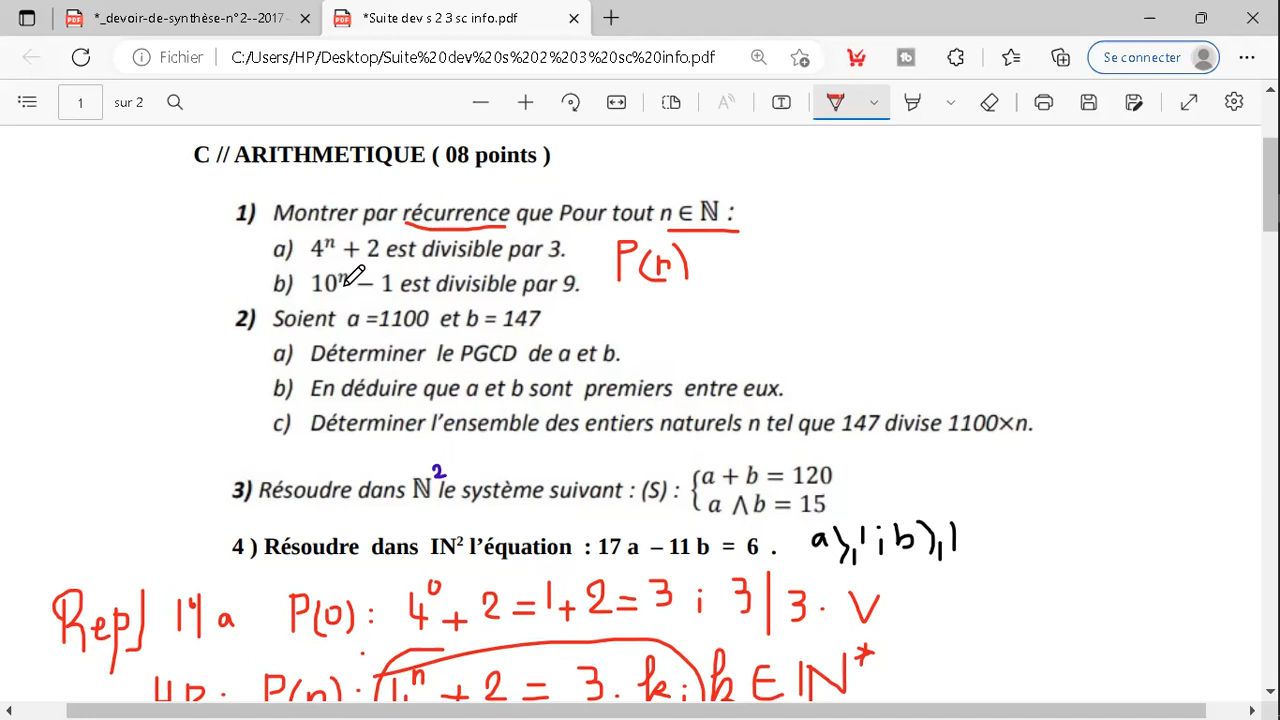 *_devoir-de-synthèse-n°2--2017-
*Suite dev s 2 3 sc info.pdf
Fichier
C:/Users/HP/Desktop/Suite%20dev%20s%202%203%20sc%20info.pdf
Se connecter
1 sur 2
C // ARITHMETIQUE ( 08 points )
1) Montrer par récurrence que Pour tout n ∈ ℕ :
a) 4ⁿ + 2 est divisible par 3.
P(n)
b) 10ⁿ − 1 est divisible par 9.
2) Soient a =1100 et b = 147
a) Déterminer le PGCD de a et b.
b) En déduire que a et b sont premiers entre eux.
c) Déterminer l’ensemble des entiers naturels n tel que 147 divise 1100×n.
3) Résoudre dans ℕ² le système suivant : (S) : { a + b = 120
a ∧ b = 15
4 ) Résoudre dans IN² l’équation : 17 a – 11 b = 6 .
a ⩾ 1 ; b ⩾ 1
Rep/ 1°/ a P(0) : 4⁰ + 2 = 1 + 2 = 3 ; 3 | 3 . V
HR : P(n) : 4ⁿ + 2 = 3 . k ; k ∈ IN*